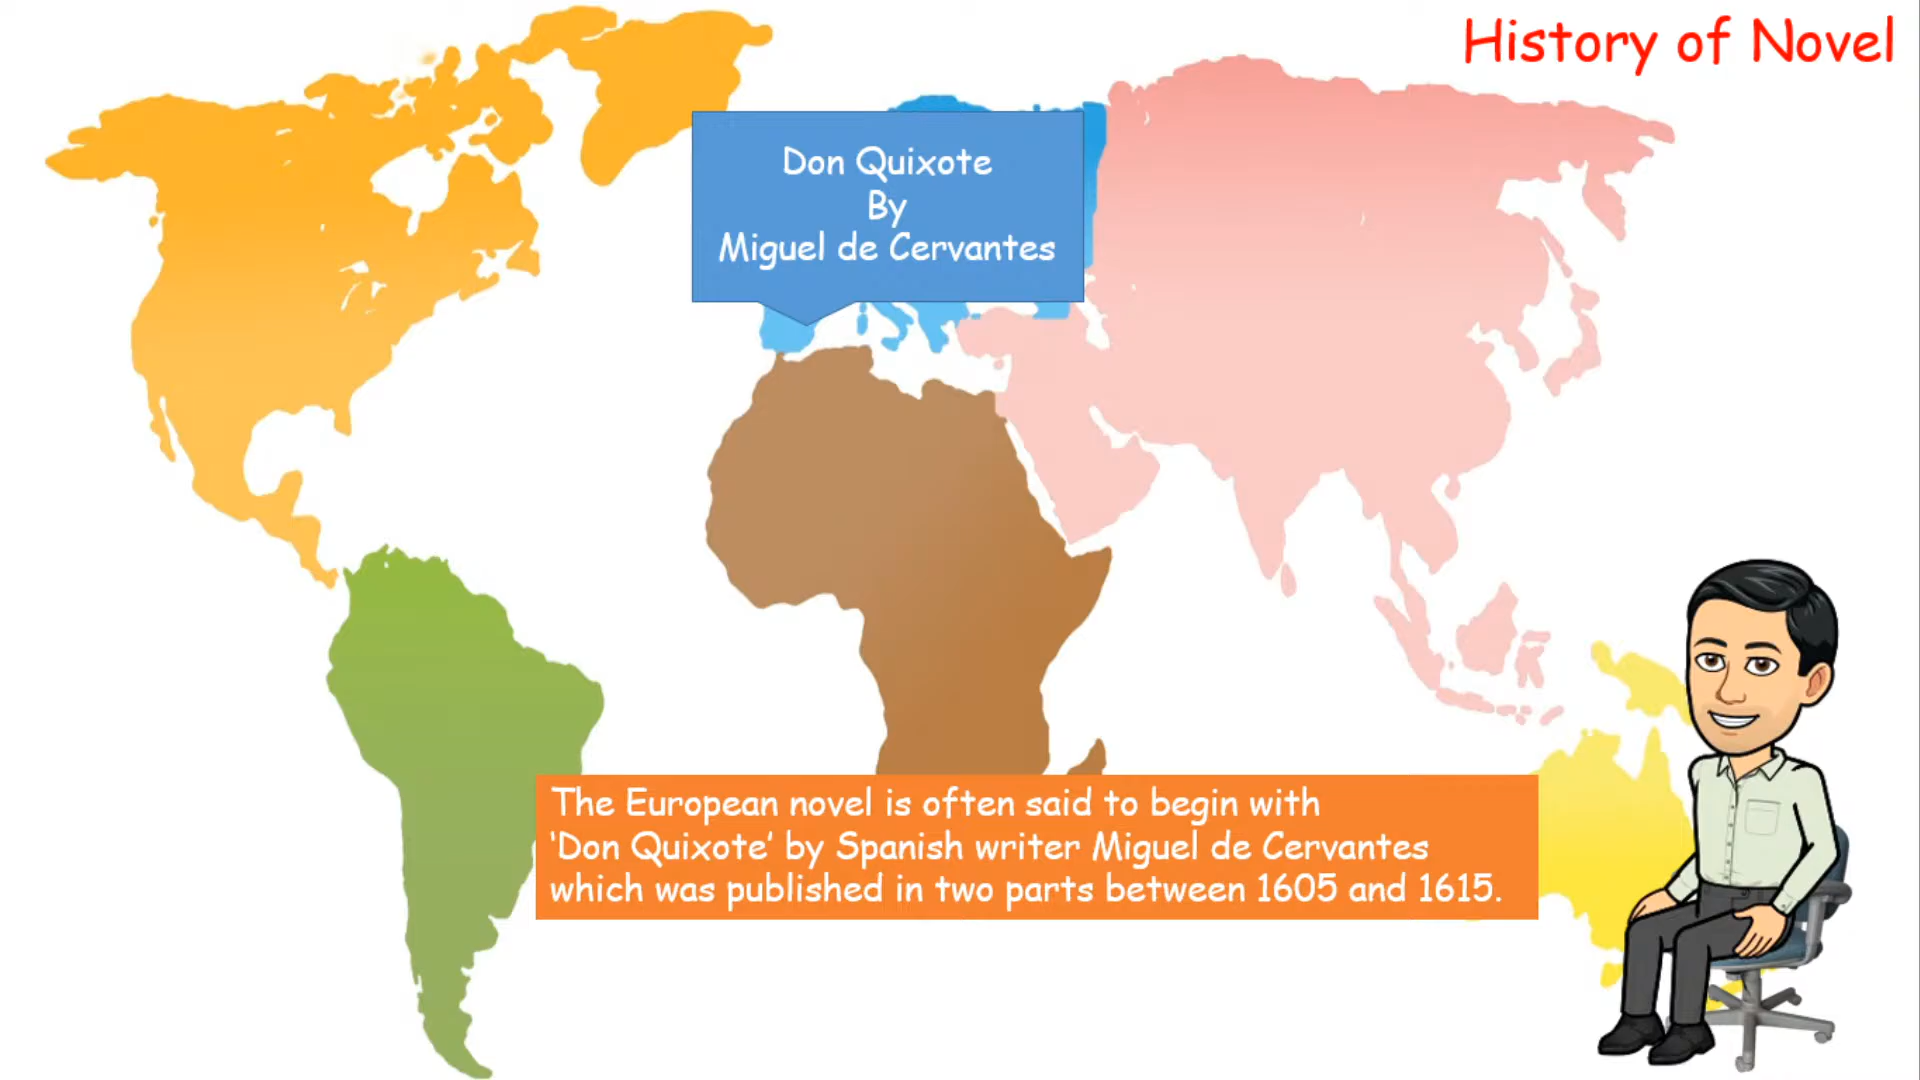 History of Novel
Don Quixote
By
Miguel de Cervantes
The European novel is often said to begin with
‘Don Quixote’ by Spanish writer Miguel de Cervantes
which was published in two parts between 1605 and 1615.